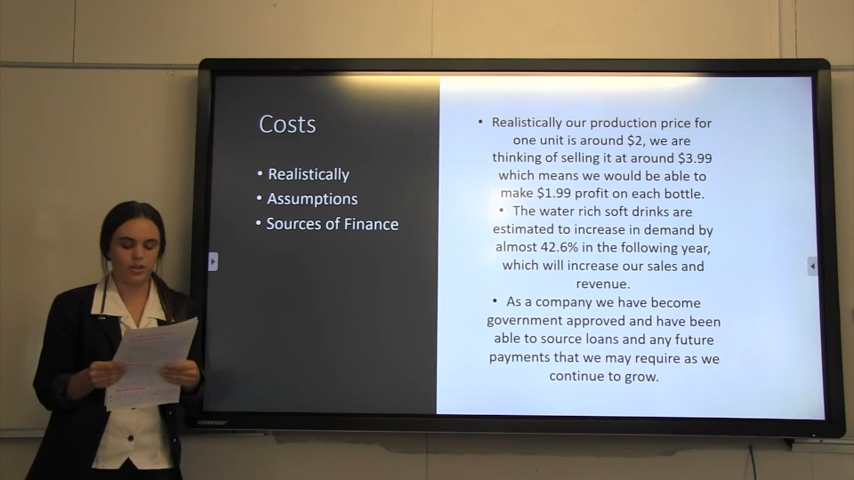 Costs
• Realistically
• Assumptions
• Sources of Finance
• Realistically our production price for
one unit is around $2, we are
thinking of selling it at around $3.99
which means we would be able to
make $1.99 profit on each bottle.
• The water rich soft drinks are
estimated to increase in demand by
almost 42.6% in the following year,
which will increase our sales and
revenue.
• As a company we have become
government approved and have been
able to source loans and any future
payments that we may require as we
continue to grow.